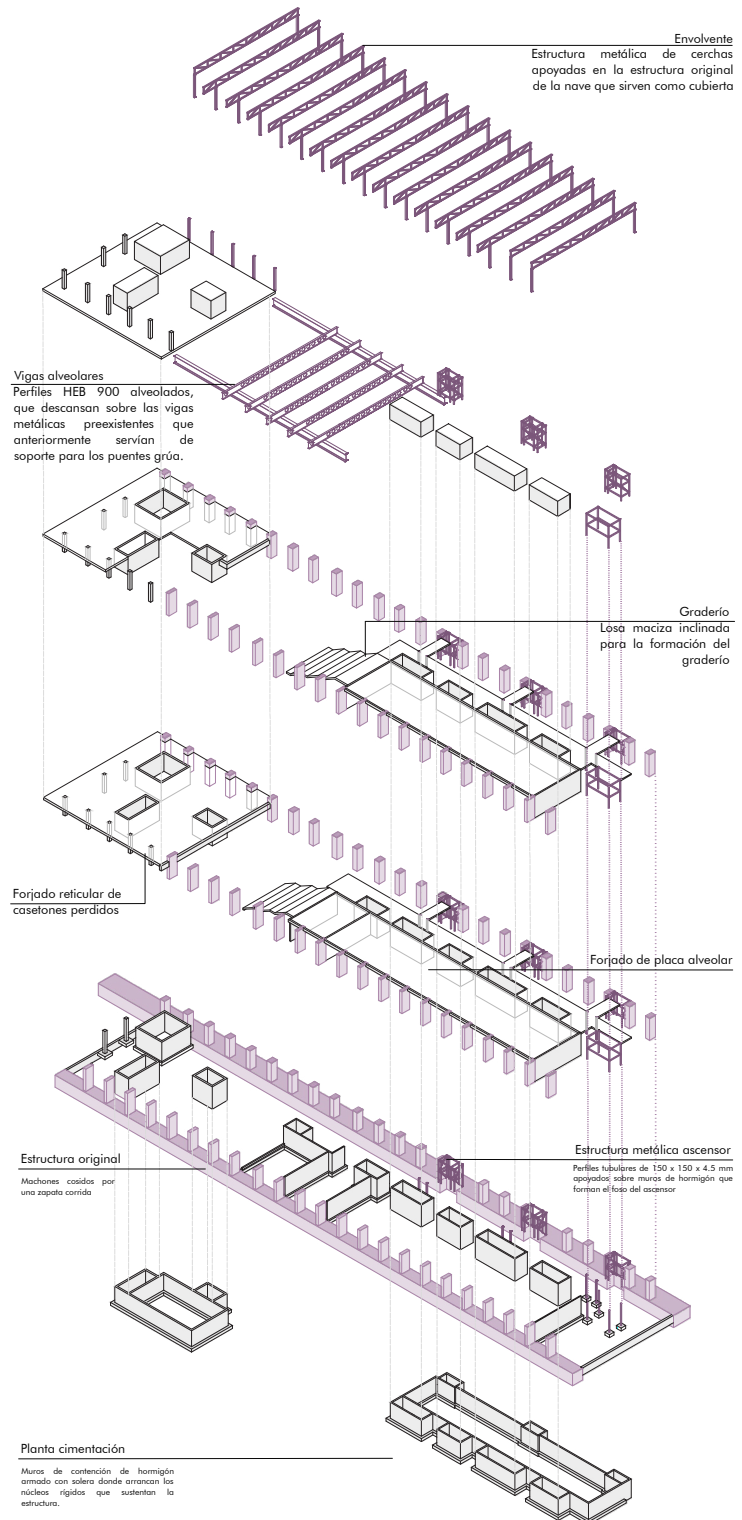 Envolvente
Estructura metálica de cerchas
apoyadas en la estructura original
de la nave que sirven como cubierta
Vigas alveolares
Perfiles HEB 900 alveolados,
que descansan sobre las vigas
metálicas preexistentes que
anteriormente servían de
soporte para los puentes grúa.
Graderío
Losa maciza inclinada
para la formación del
graderío
Forjado reticular de
casetones perdidos
Forjado de placa alveolar
Estructura original
Machones cosidos por
una zapata corrida
Estructura metálica ascensor
Perfiles tubulares de 150 x 150 x 4.5 mm
apoyados sobre muros de hormigón que
forman el foso del ascensor
Planta cimentación
Muros de contención de hormigón
armado con solera donde arrancan los
núcleos rígidos que sustentan la
estructura.